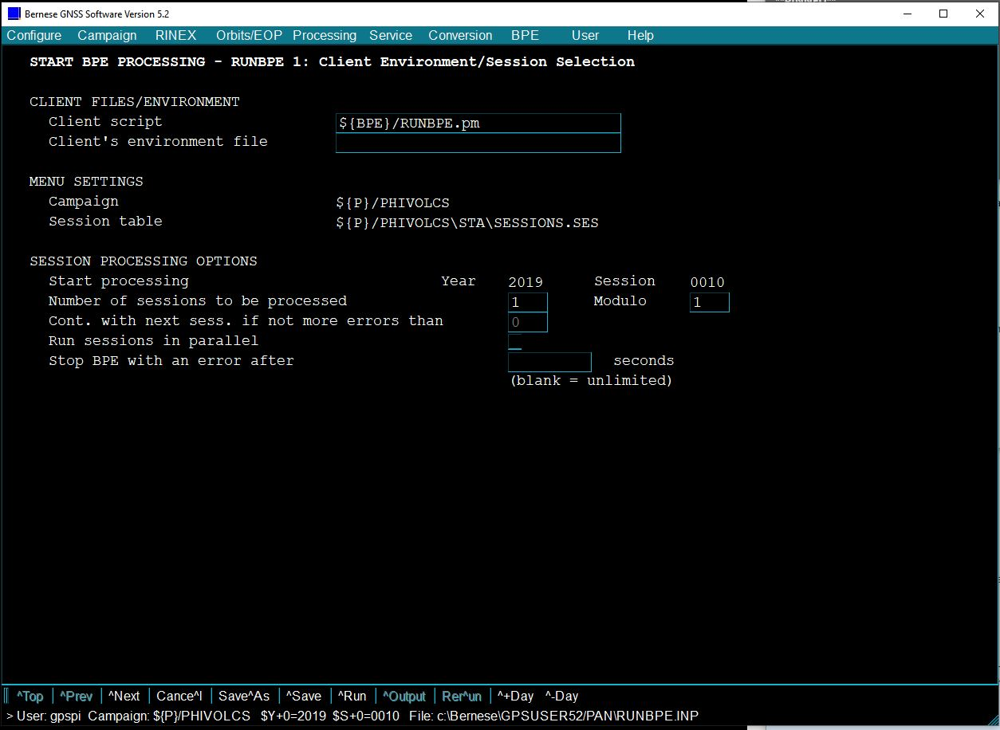 Bernese GNSS Software Version 5.2
Configure Campaign RINEX Orbits/EOP Processing Service Conversion BPE User Help
START BPE PROCESSING - RUNBPE 1: Client Environment/Session Selection
CLIENT FILES/ENVIRONMENT
Client script ${BPE}/RUNBPE.pm
Client's environment file
MENU SETTINGS
Campaign ${P}/PHIVOLCS
Session table ${P}/PHIVOLCS\STA\SESSIONS.SES
SESSION PROCESSING OPTIONS
Start processing Year 2019 Session 0010
Number of sessions to be processed 1 Modulo 1
Cont. with next sess. if not more errors than 0
Run sessions in parallel
Stop BPE with an error after seconds
(blank = unlimited)
^Top ^Prev ^Next Cance^l Save^As ^Save ^Run ^Output Rer^un ^+Day ^-Day
> User: gpspi Campaign: ${P}/PHIVOLCS $Y+0=2019 $S+0=0010 File: c:\Bernese\GPSUSER52/PAN\RUNBPE.INP